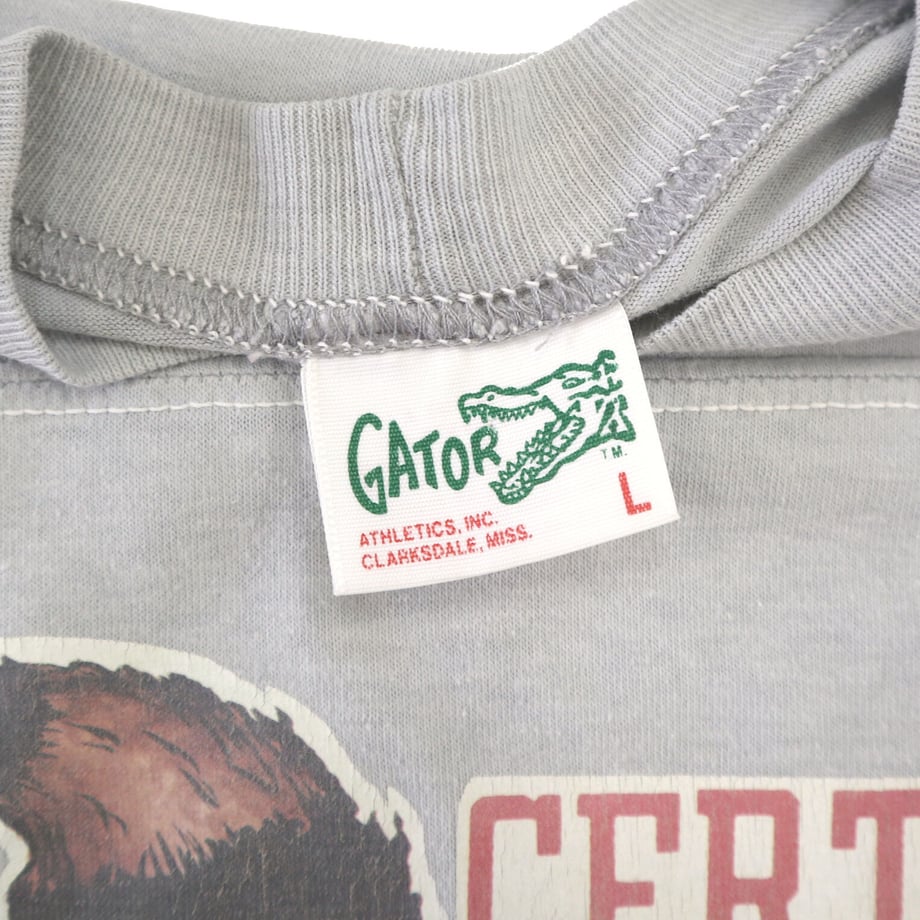 GATOR
TM.
L
ATHLETICS, INC.
CLARKSDALE, MISS.
CERT